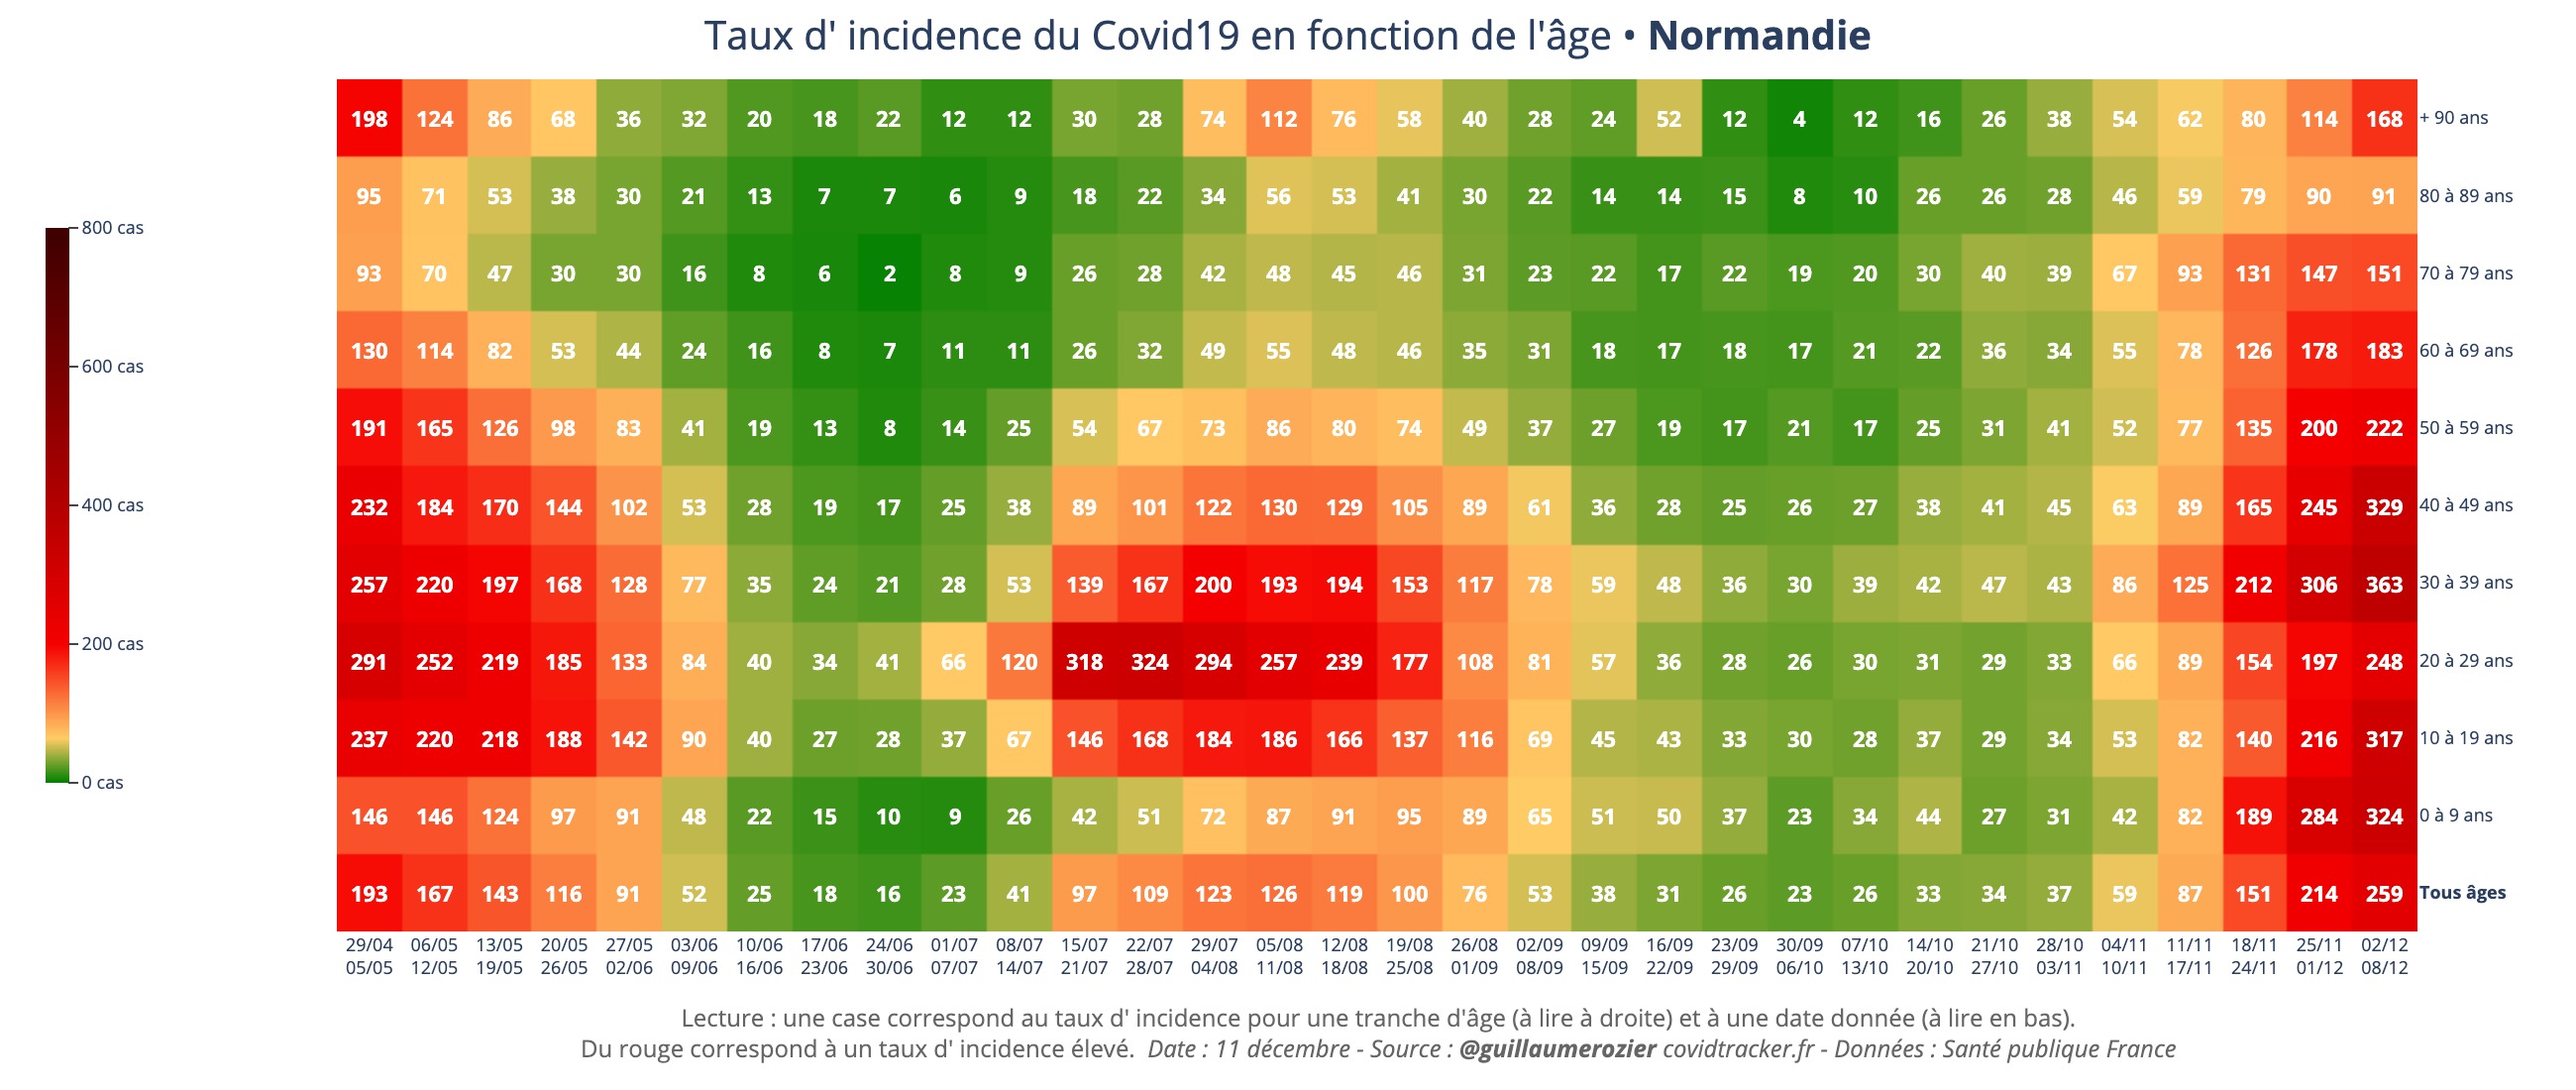 Taux d' incidence du Covid19 en fonction de l'âge • Normandie
198 124 86 68 36 32 20 18 22 12 12 30 28 74 112 76 58 40 28 24 52 12 4 12 16 26 38 54 62 80 114 168 + 90 ans
95 71 53 38 30 21 13 7 7 6 9 18 22 34 56 53 41 30 22 14 14 15 8 10 26 26 28 46 59 79 90 91 80 à 89 ans
800 cas
93 70 47 30 30 16 8 6 2 8 9 26 28 42 48 45 46 31 23 22 17 22 19 20 30 40 39 67 93 131 147 151 70 à 79 ans
130 114 82 53 44 24 16 8 7 11 11 26 32 49 55 48 46 35 31 18 17 18 17 21 22 36 34 55 78 126 178 183 60 à 69 ans
600 cas
191 165 126 98 83 41 19 13 8 14 25 54 67 73 86 80 74 49 37 27 19 17 21 17 25 31 41 52 77 135 200 222 50 à 59 ans
400 cas
232 184 170 144 102 53 28 19 17 25 38 89 101 122 130 129 105 89 61 36 28 25 26 27 38 41 45 63 89 165 245 329 40 à 49 ans
257 220 197 168 128 77 35 24 21 28 53 139 167 200 193 194 153 117 78 59 48 36 30 39 42 47 43 86 125 212 306 363 30 à 39 ans
200 cas
291 252 219 185 133 84 40 34 41 66 120 318 324 294 257 239 177 108 81 57 36 28 26 30 31 29 33 66 89 154 197 248 20 à 29 ans
237 220 218 188 142 90 40 27 28 37 67 146 168 184 186 166 137 116 69 45 43 33 30 28 37 29 34 53 82 140 216 317 10 à 19 ans
0 cas
146 146 124 97 91 48 22 15 10 9 26 42 51 72 87 91 95 89 65 51 50 37 23 34 44 27 31 42 82 189 284 324 0 à 9 ans
193 167 143 116 91 52 25 18 16 23 41 97 109 123 126 119 100 76 53 38 31 26 23 26 33 34 37 59 87 151 214 259 Tous âges
29/04 06/05 13/05 20/05 27/05 03/06 10/06 17/06 24/06 01/07 08/07 15/07 22/07 29/07 05/08 12/08 19/08 26/08 02/09 09/09 16/09 23/09 30/09 07/10 14/10 21/10 28/10 04/11 11/11 18/11 25/11 02/12
05/05 12/05 19/05 26/05 02/06 09/06 16/06 23/06 30/06 07/07 14/07 21/07 28/07 04/08 11/08 18/08 25/08 01/09 08/09 15/09 22/09 29/09 06/10 13/10 20/10 27/10 03/11 10/11 17/11 24/11 01/12 08/12
Lecture : une case correspond au taux d' incidence pour une tranche d'âge (à lire à droite) et à une date donnée (à lire en bas).
Du rouge correspond à un taux d' incidence élevé. Date : 11 décembre - Source : @guillaumerozier covidtracker.fr - Données : Santé publique France